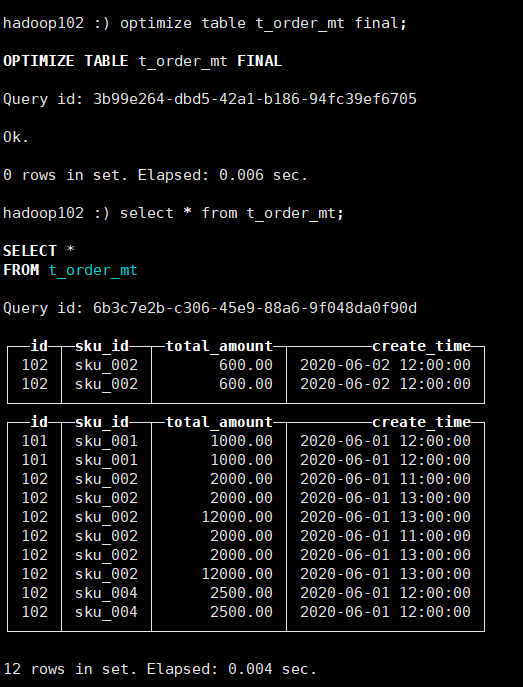 hadoop102 :) optimize table t_order_mt final;
OPTIMIZE TABLE t_order_mt FINAL
Query id: 3b99e264-dbd5-42a1-b186-94fc39ef6705
Ok.
0 rows in set. Elapsed: 0.006 sec.
hadoop102 :) select * from t_order_mt;
SELECT *
FROM t_order_mt
Query id: 6b3c7e2b-c306-45e9-88a6-9f048da0f90d
id sku_id total_amount create_time
102 sku_002 600.00 2020-06-02 12:00:00
102 sku_002 600.00 2020-06-02 12:00:00
id sku_id total_amount create_time
101 sku_001 1000.00 2020-06-01 12:00:00
101 sku_001 1000.00 2020-06-01 12:00:00
102 sku_002 2000.00 2020-06-01 11:00:00
102 sku_002 2000.00 2020-06-01 13:00:00
102 sku_002 12000.00 2020-06-01 13:00:00
102 sku_002 2000.00 2020-06-01 11:00:00
102 sku_002 2000.00 2020-06-01 13:00:00
102 sku_002 12000.00 2020-06-01 13:00:00
102 sku_004 2500.00 2020-06-01 12:00:00
102 sku_004 2500.00 2020-06-01 12:00:00
12 rows in set. Elapsed: 0.004 sec.